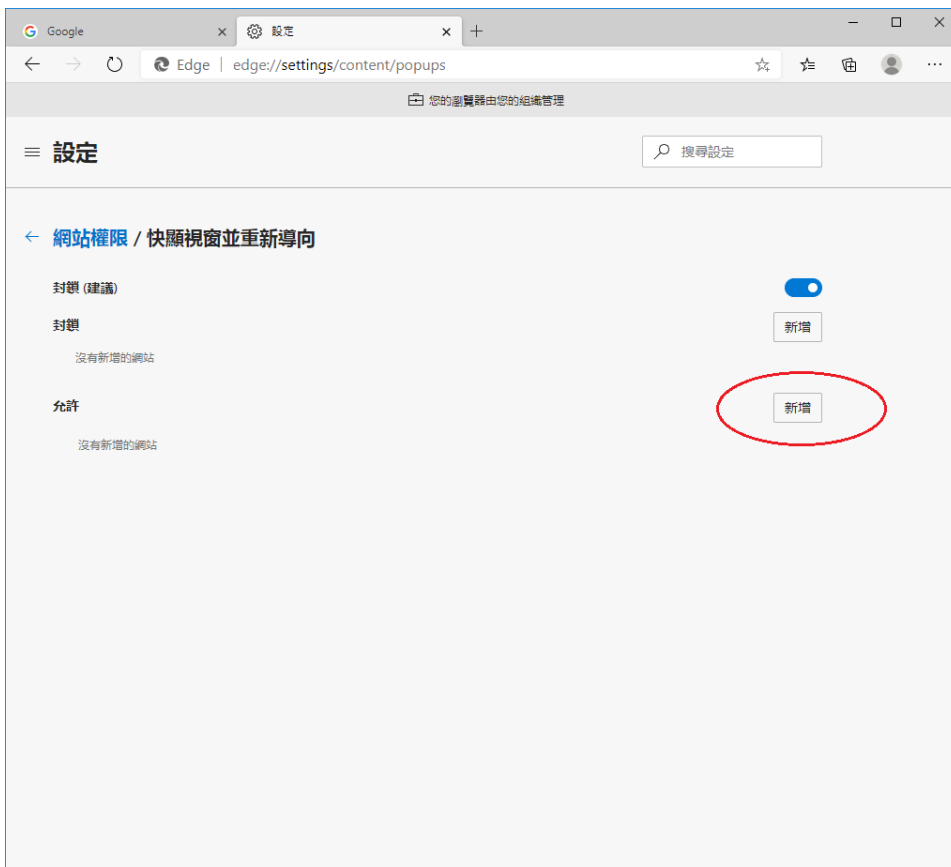 Google
設定
Edge | edge://settings/content/popups
您的瀏覽器由您的組織管理
設定
搜尋設定
網站權限 / 快顯視窗並重新導向
封鎖 (建議)
封鎖
新增
沒有新增的網站
允許
新增
沒有新增的網站